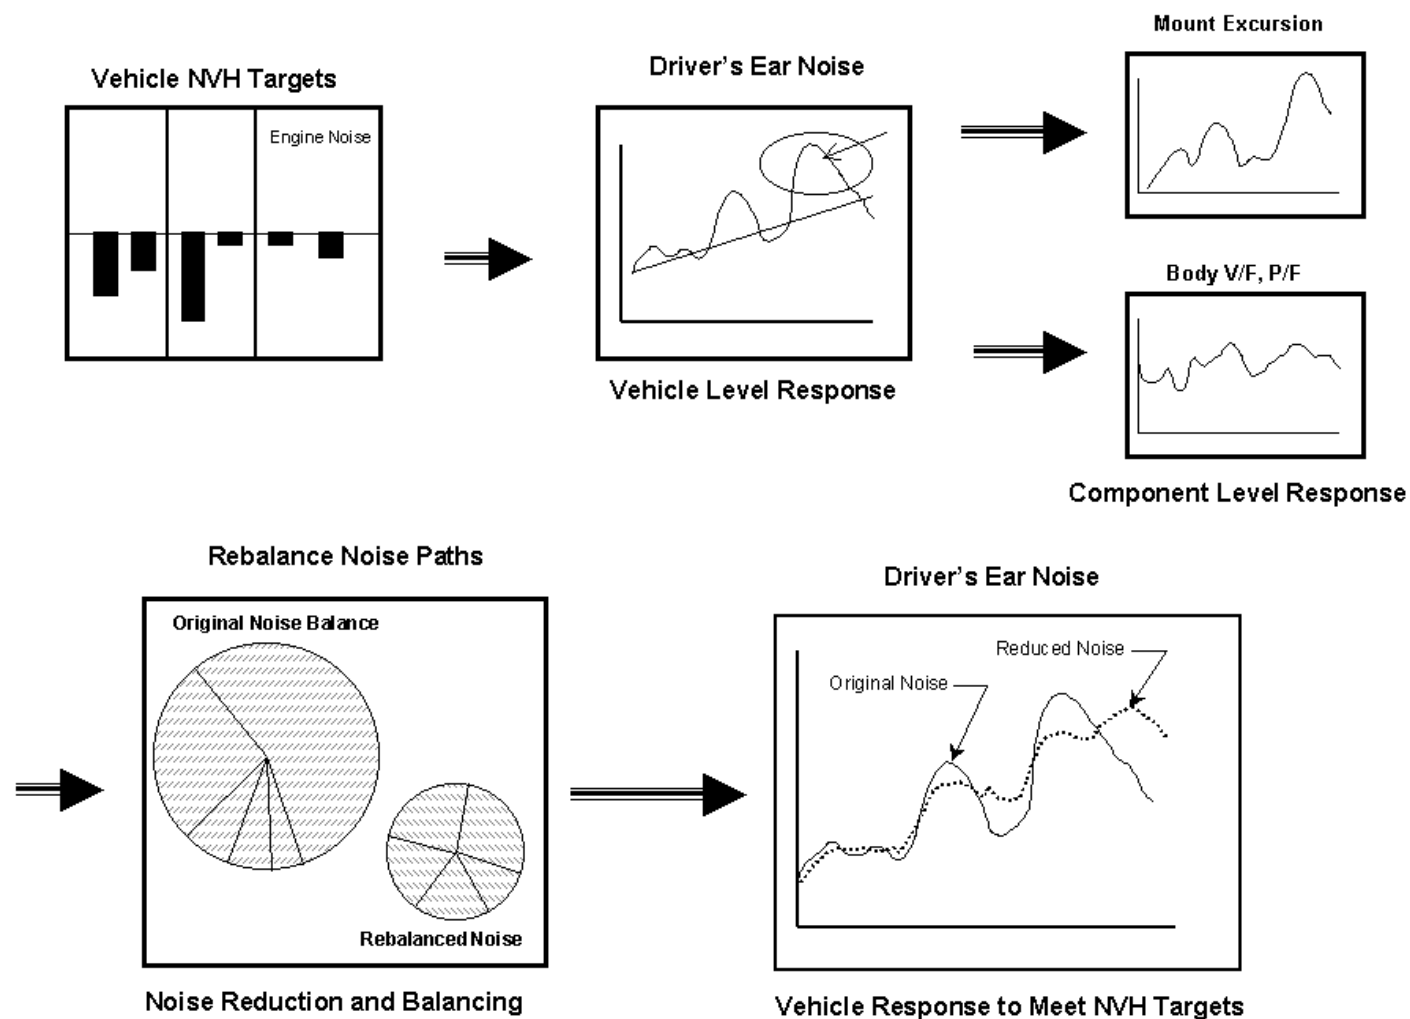 Vehicle NVH Targets
Engine Noise
Driver's Ear Noise
Vehicle Level Response
Mount Excursion
Body V/F, P/F
Component Level Response
Rebalance Noise Paths
Original Noise Balance
Rebalanced Noise
Noise Reduction and Balancing
Driver's Ear Noise
Reduced Noise
Original Noise
Vehicle Response to Meet NVH Targets